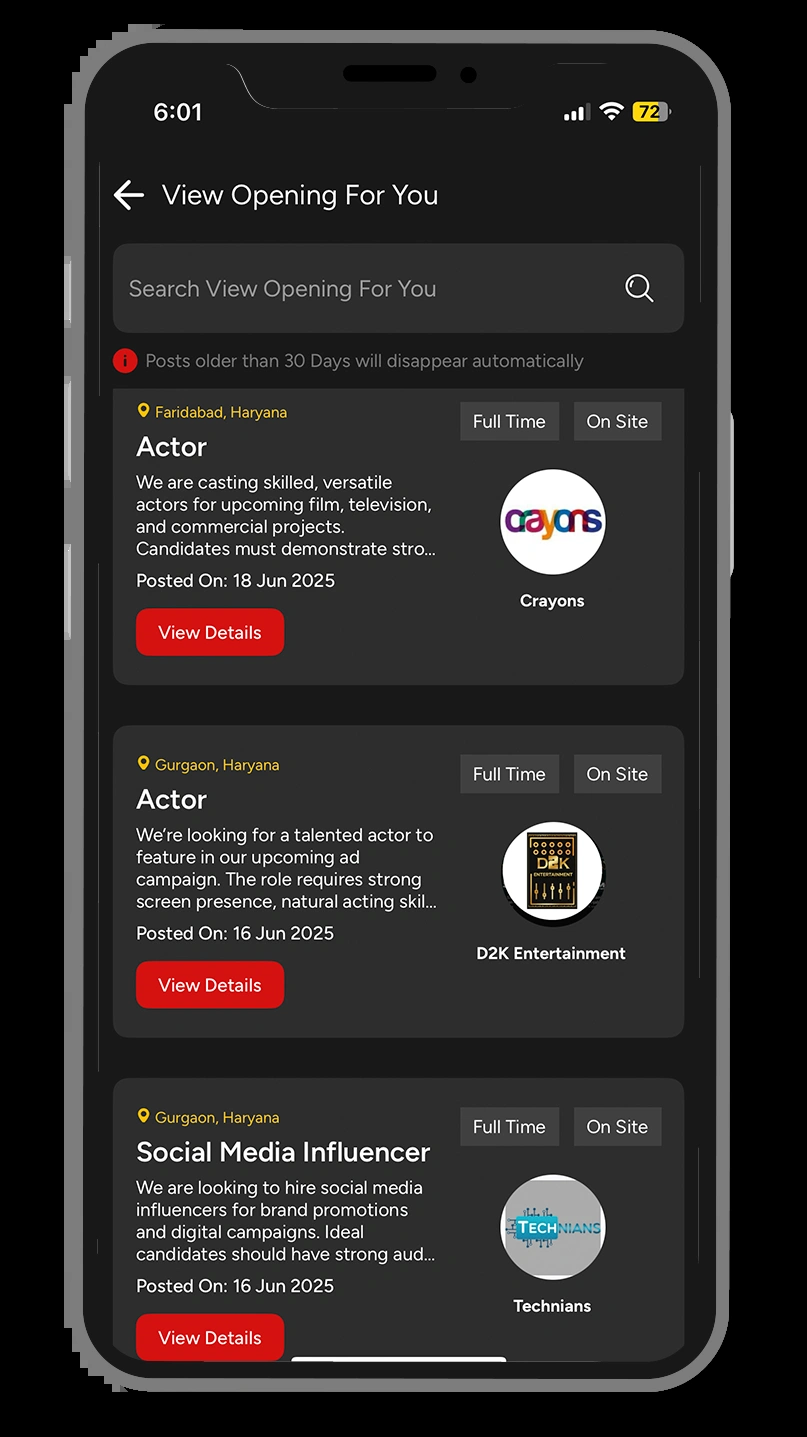 6:01
72
View Opening For You
Search View Opening For You
i Posts older than 30 Days will disappear automatically
Faridabad, Haryana
Full Time
On Site
Actor
We are casting skilled, versatile
actors for upcoming film, television,
and commercial projects.
Candidates must demonstrate stro...
Posted On: 18 Jun 2025
View Details
crayons
Crayons
Gurgaon, Haryana
Full Time
On Site
Actor
We’re looking for a talented actor to
feature in our upcoming ad
campaign. The role requires strong
screen presence, natural acting skil...
Posted On: 16 Jun 2025
View Details
D2K
ENTERTAINMENT
D2K Entertainment
Gurgaon, Haryana
Full Time
On Site
Social Media Influencer
We are looking to hire social media
influencers for brand promotions
and digital campaigns. Ideal
candidates should have strong aud...
Posted On: 16 Jun 2025
View Details
TECHNIANS
Technians